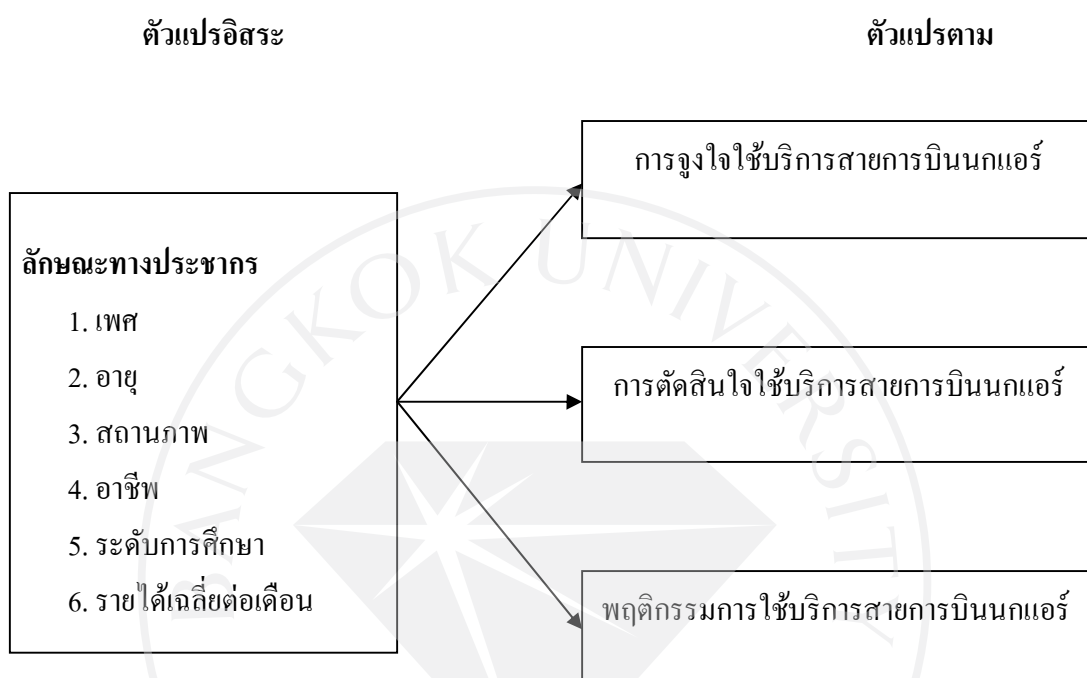 ตัวแปรอิสระ
ตัวแปรตาม
ลักษณะทางประชากร
1. เพศ
2. อายุ
3. สถานภาพ
4. อาชีพ
5. ระดับการศึกษา
6. รายได้เฉลี่ยต่อเดือน
การจูงใจใช้บริการสายการบินนกแอร์
การตัดสินใจใช้บริการสายการบินนกแอร์
พฤติกรรมการใช้บริการสายการบินนกแอร์
BANGKOK UNIVERSITY